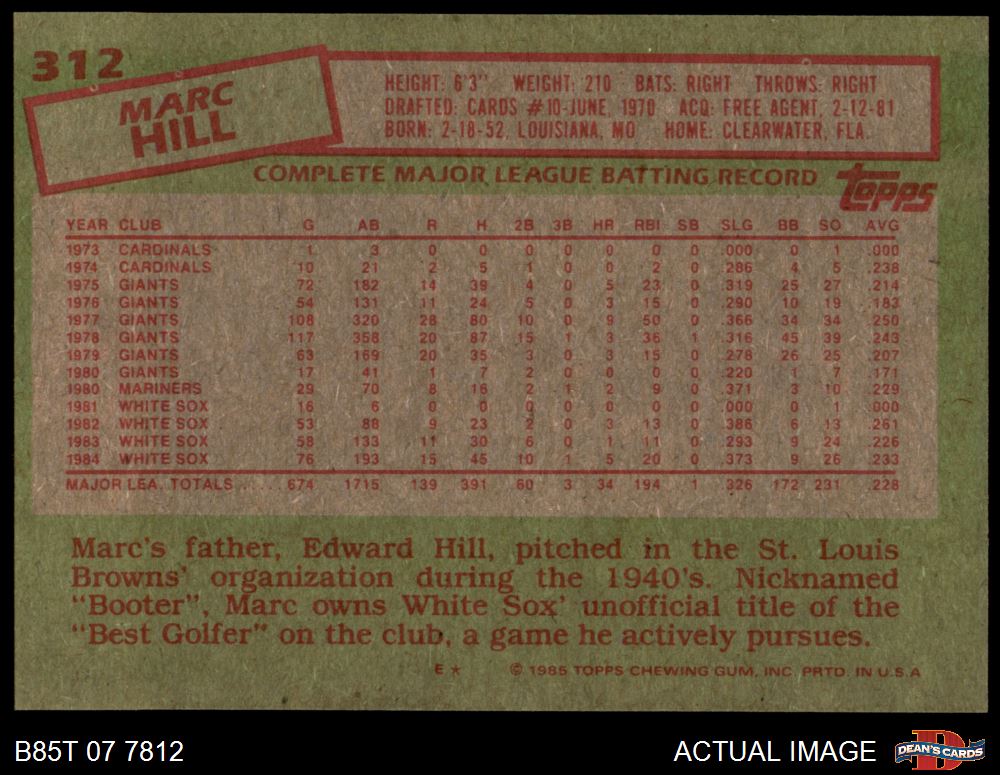 312
MARC
HILL
HEIGHT: 6'3" WEIGHT: 210 BATS: RIGHT THROWS: RIGHT
DRAFTED: CARDS #10-JUNE, 1970 ACQ: FREE AGENT, 2-12-81
BORN: 2-18-52, LOUISIANA, MO HOME: CLEARWATER, FLA.
COMPLETE MAJOR LEAGUE BATTING RECORD
topps
YEAR CLUB G AB R H 2B 3B HR RBI SB SLG BB SO AVG
1973 CARDINALS 1 3 0 0 0 0 0 0 0 .000 0 1 .000
1974 CARDINALS 10 21 2 5 1 0 0 2 0 .286 4 5 .238
1975 GIANTS 72 182 14 39 4 0 5 23 0 .319 25 27 .214
1976 GIANTS 54 131 11 24 5 0 3 15 0 .290 10 19 .183
1977 GIANTS 108 320 28 80 10 0 9 50 0 .366 34 34 .250
1978 GIANTS 117 358 20 87 15 1 3 36 1 .316 45 39 .243
1979 GIANTS 63 169 20 35 3 0 3 15 0 .278 26 25 .207
1980 GIANTS 17 41 1 7 2 0 0 0 0 .220 1 7 .171
1980 MARINERS 29 70 8 16 2 1 2 9 0 .371 3 10 .229
1981 WHITE SOX 16 6 0 0 0 0 0 0 0 .000 0 1 .000
1982 WHITE SOX 53 88 9 23 2 0 3 13 0 .386 6 13 .261
1983 WHITE SOX 58 133 11 30 6 0 1 11 0 .293 9 24 .226
1984 WHITE SOX 76 193 15 45 10 1 5 20 0 .373 9 26 .233
MAJOR LEA. TOTALS ..... 674 1715 139 391 60 3 34 194 1 .326 172 231 .228
Marc's father, Edward Hill, pitched in the St. Louis
Browns' organization during the 1940's. Nicknamed
"Booter", Marc owns White Sox' unofficial title of the
"Best Golfer" on the club, a game he actively pursues.
E ★ © 1985 TOPPS CHEWING GUM, INC. PRTD. IN U.S.A
B85T 07 7812
ACTUAL IMAGE
DEAN'S CARDS